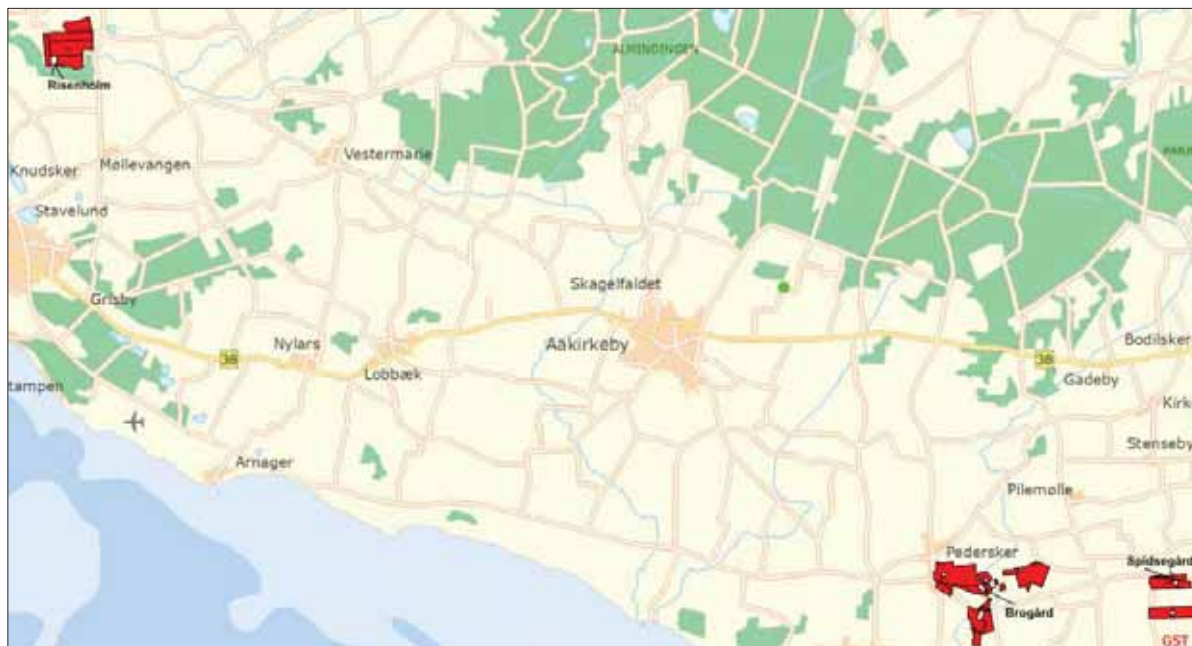 ALMINDINGEN
Risenholm
Vestermarie
Møllevangen
Knudsker
Stavelund
Skagelfaldet
Grisby
38
Nylars
Lobbæk
Aakirkeby
38
Bodilsker
Gadeby
tampen
Kirke
Stenseby
Arnager
Pilemølle
Pedersker
Spidsegård
Brogård
GST